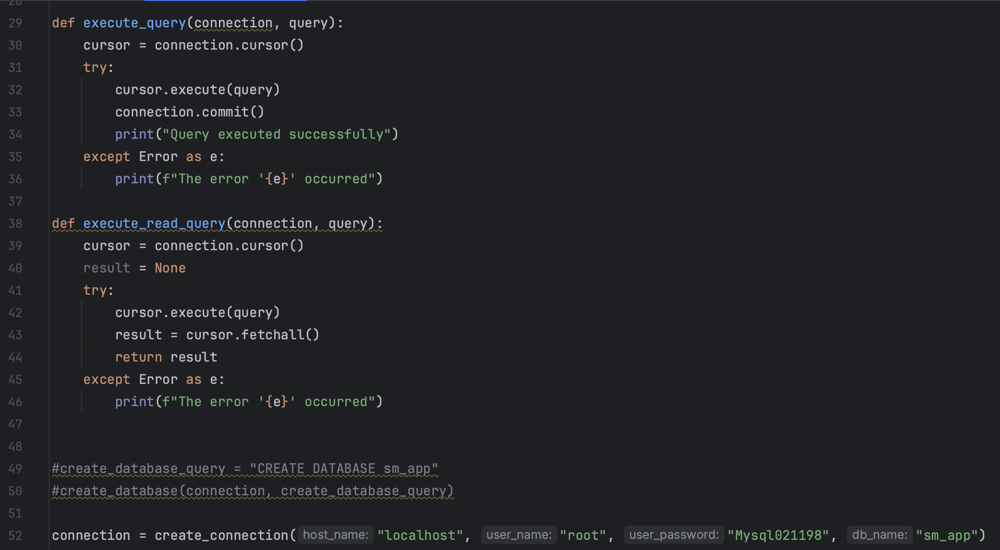 28
29 def execute_query(connection, query):
30     cursor = connection.cursor()
31     try:
32         cursor.execute(query)
33         connection.commit()
34         print("Query executed successfully")
35     except Error as e:
36         print(f"The error '{e}' occurred")
37
38 def execute_read_query(connection, query):
39     cursor = connection.cursor()
40     result = None
41     try:
42         cursor.execute(query)
43         result = cursor.fetchall()
44         return result
45     except Error as e:
46         print(f"The error '{e}' occurred")
47
48
49 #create_database_query = "CREATE DATABASE sm_app"
50 #create_database(connection, create_database_query)
51
52 connection = create_connection( host_name: "localhost", user_name: "root", user_password: "Mysql021198", db_name: "sm_app")